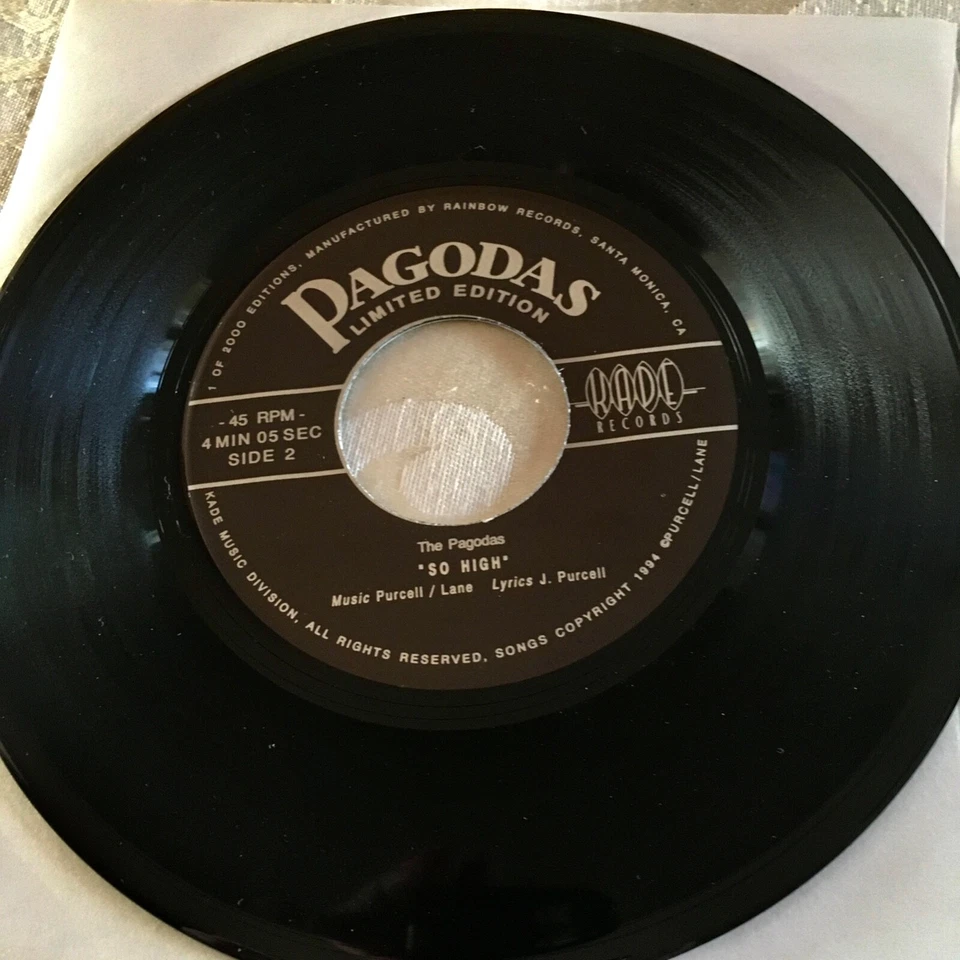 1 OF 2000 EDITIONS, MANUFACTURED BY RAINBOW RECORDS, SANTA MONICA, CA
PAGODAS
LIMITED EDITION
- 45 RPM -
4 MIN 05 SEC
SIDE 2
KADE
RECORDS
The Pagodas
"SO HIGH"
Music Purcell / Lane Lyrics J. Purcell
KADE MUSIC DIVISION, ALL RIGHTS RESERVED, SONGS COPYRIGHT 1994 ©PURCELL/LANE